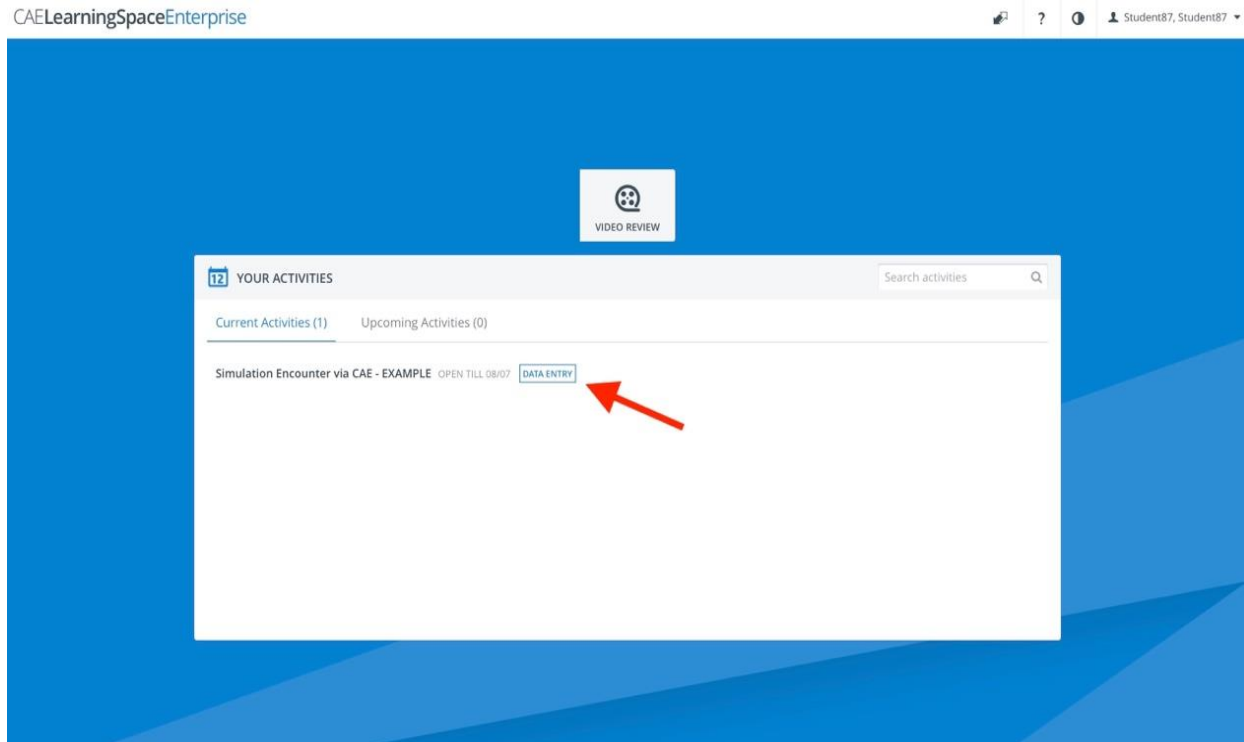 CAELearningSpaceEnterprise
? Student87, Student87
VIDEO REVIEW
12 YOUR ACTIVITIES Search activities
Current Activities (1) Upcoming Activities (0)
Simulation Encounter via CAE - EXAMPLE OPEN TILL 08/07 DATA ENTRY